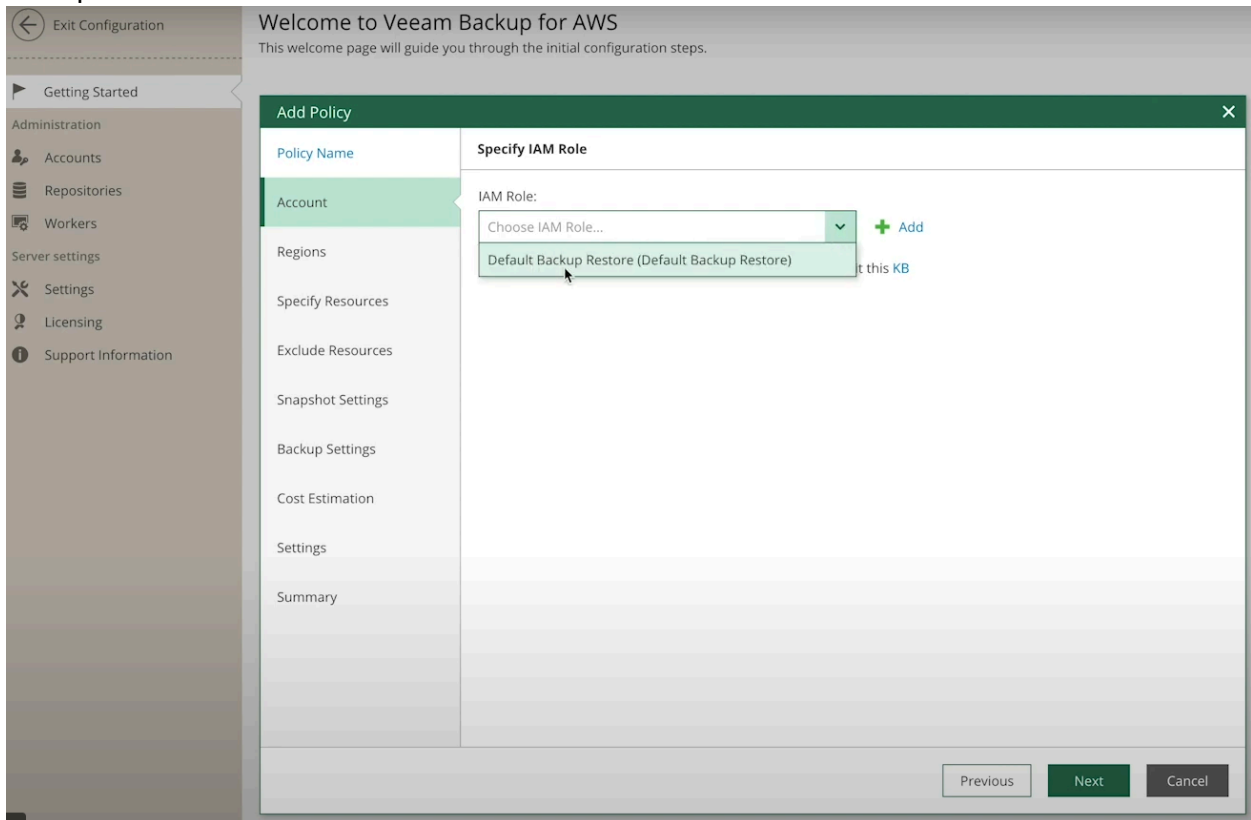 Exit Configuration
Getting Started
Administration
Accounts
Repositories
Workers
Server settings
Settings
Licensing
Support Information
Welcome to Veeam Backup for AWS
This welcome page will guide you through the initial configuration steps.
Add Policy
Policy Name
Account
Regions
Specify Resources
Exclude Resources
Snapshot Settings
Backup Settings
Cost Estimation
Settings
Summary
Specify IAM Role
IAM Role:
Choose IAM Role...
Add
Default Backup Restore (Default Backup Restore)
this KB
Previous Next Cancel